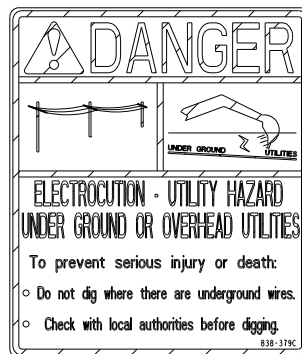 DANGER
UNDER GROUND UTILITIES
ELECTROCUTION - UTILITY HAZARD
UNDER GROUND OR OVERHEAD UTILITIES
To prevent serious injury or death:
○ Do not dig where there are underground wires.
○ Check with local authorities before digging.
838-379C